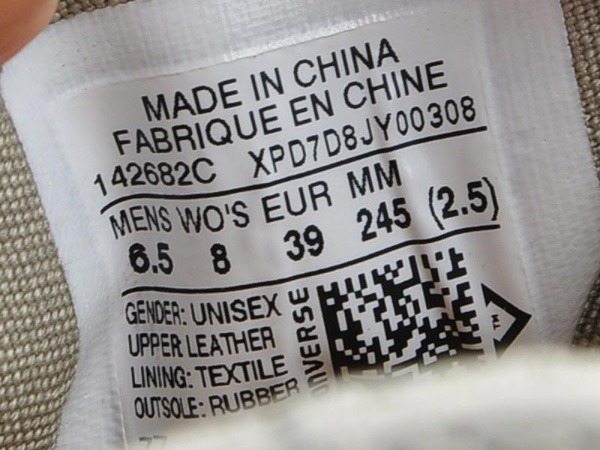 MADE IN CHINA
FABRIQUE EN CHINE
142682C XPD7D8JY00308
MENS WO'S EUR MM
6.5 8 39 245 (2.5)
GENDER: UNISEX
UPPER LEATHER
LINING: TEXTILE
OUTSOLE: RUBBER
TM